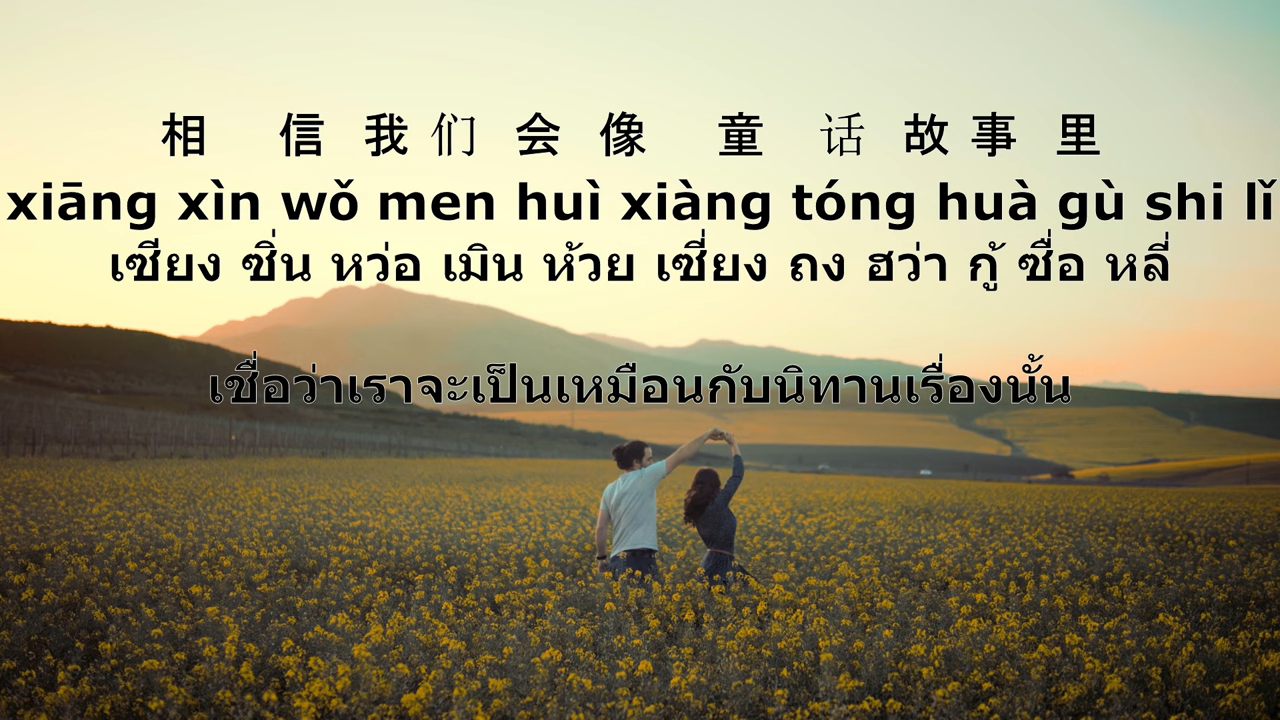 相 信 我 们 会 像 童 话 故 事 里
xiāng xìn wǒ men huì xiàng tóng huà gù shi lǐ
เซียง ซิ่น หว่อ เมิน ห้วย เซี่ยง ถง ฮว่า กู้ ซื่อ หลี่
เชื่อว่าเราจะเป็นเหมือนกับนิทานเรื่องนั้น